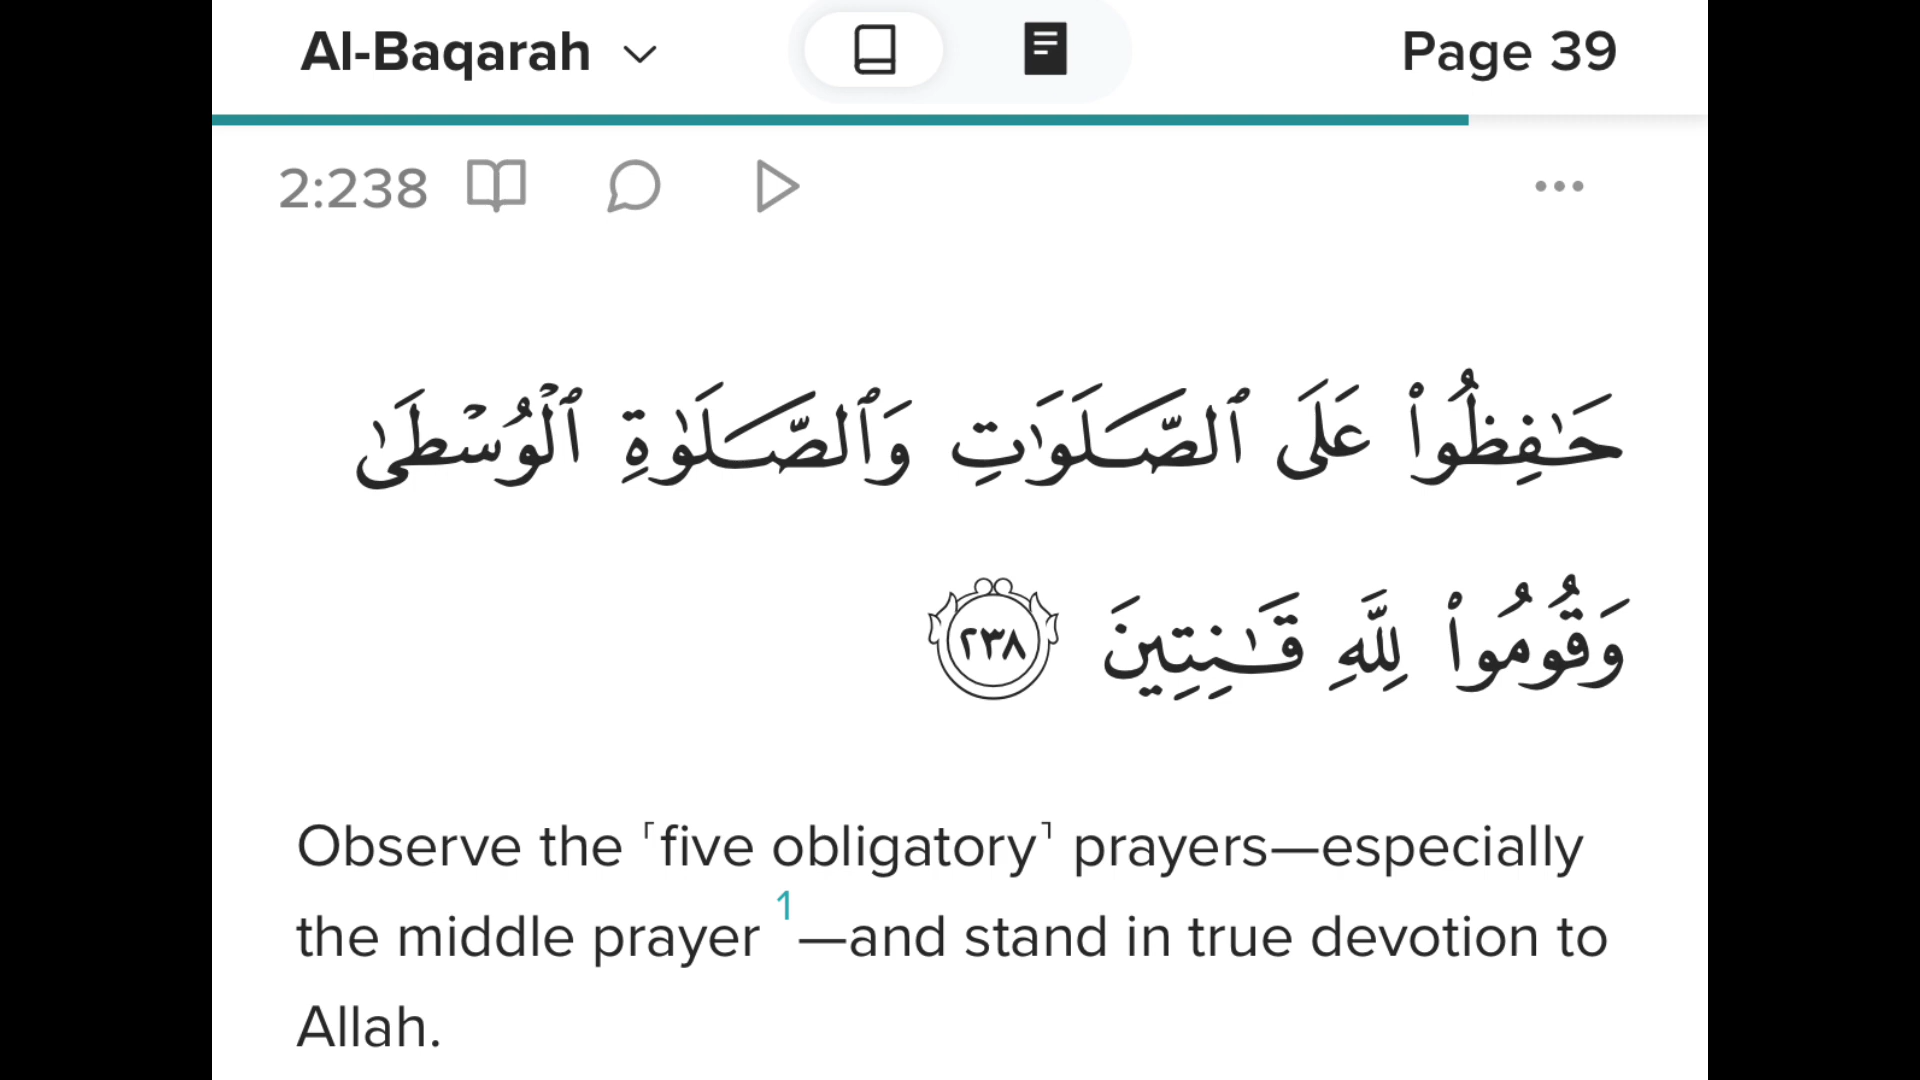 Al-Baqarah Page 39
2:238
حَـٰفِظُوا۟ عَلَى ٱلصَّلَوَٰتِ وَٱلصَّلَوٰةِ ٱلْوُسْطَىٰ
وَقُومُوا۟ لِلَّهِ قَـٰنِتِينَ ٢٣٨
Observe the ˹five obligatory˺ prayers—especially
the middle prayer 1—and stand in true devotion to
Allah.